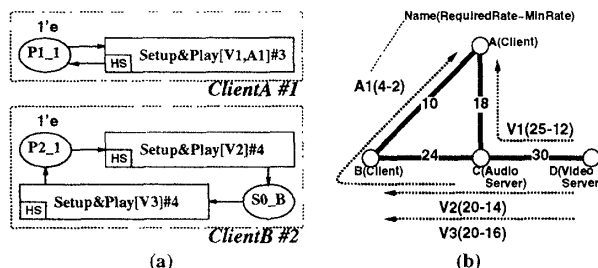 1'e
P1_1
Setup&Play[V1,A1]#3
HS
ClientA #1
1'e
P2_1
Setup&Play[V2]#4
HS
Setup&Play[V3]#4
HS
S0_B
ClientB #2
(a)
Name(RequiredRate-MinRate)
A(Client)
A1(4-2)
10
18
V1(25-12)
24
30
B(Client)
C(Audio Server)
D(Video Server)
V2(20-14)
V3(20-16)
(b)